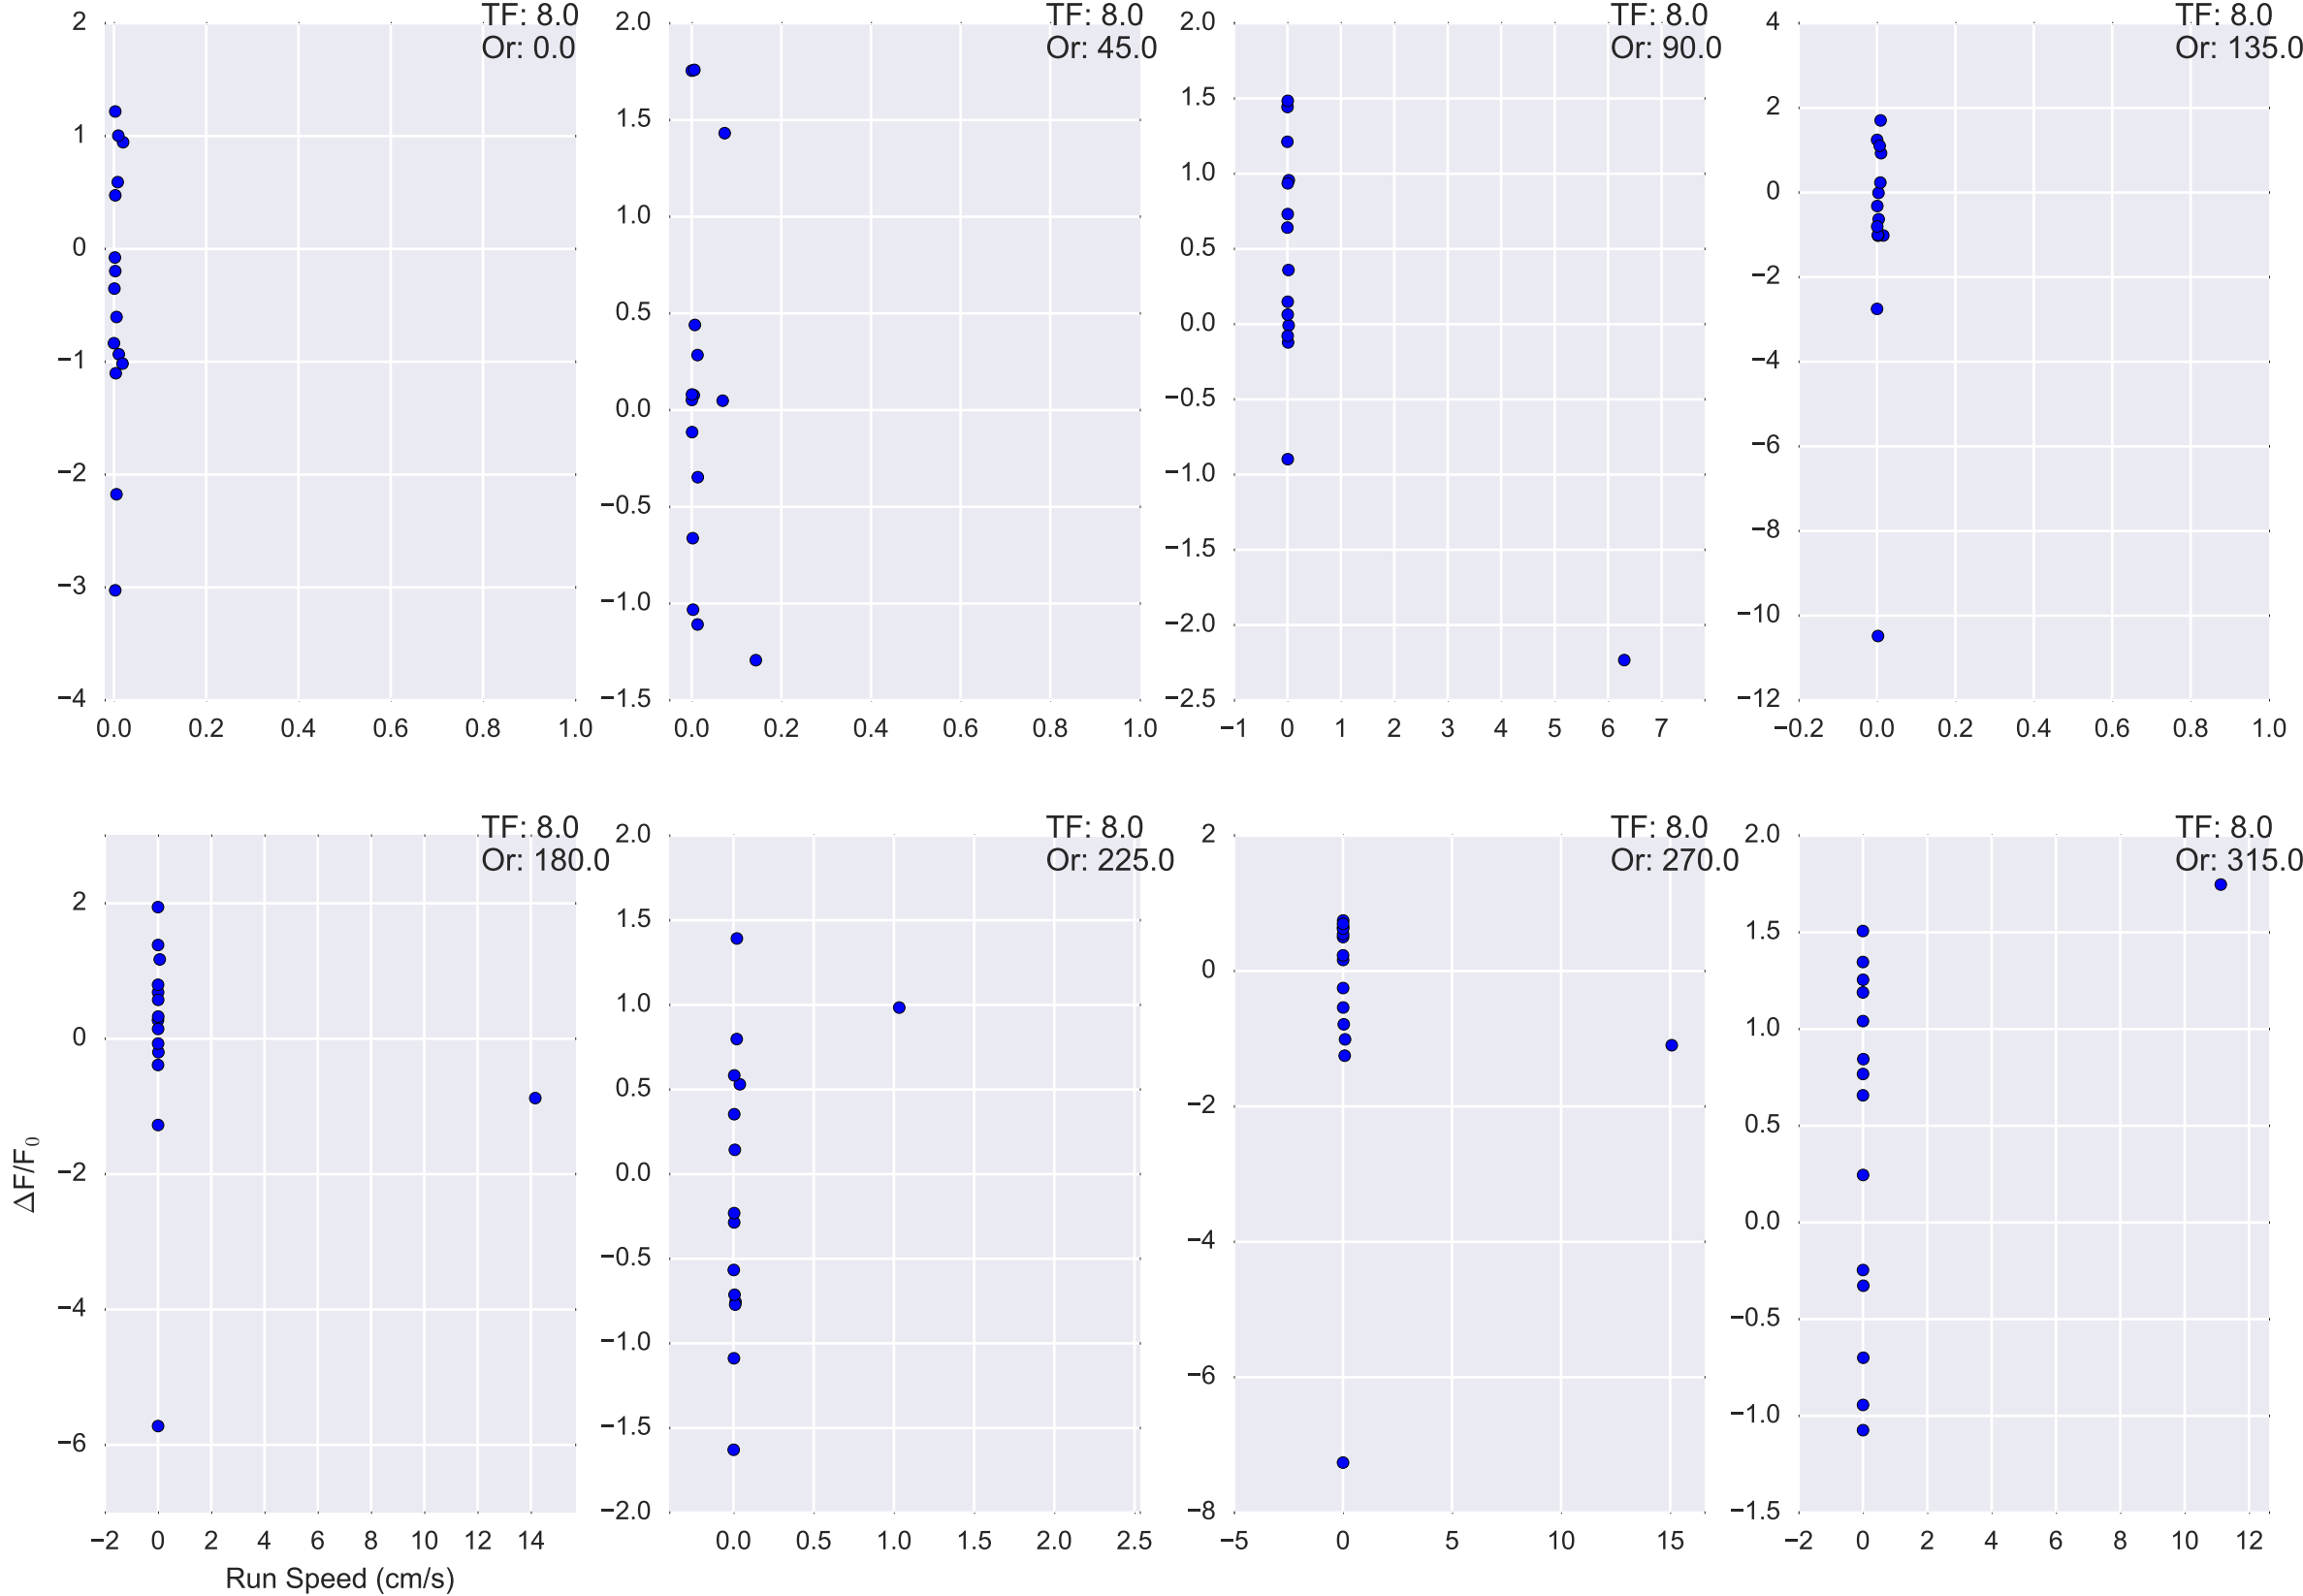 TF: 8.0
Or: 0.0
2
1
0
−1
−2
−3
−4
0.0 0.2 0.4 0.6 0.8 1.0
TF: 8.0
Or: 45.0
2.0
1.5
1.0
0.5
0.0
−0.5
−1.0
−1.5
0.0 0.2 0.4 0.6 0.8 1.0
TF: 8.0
Or: 90.0
2.0
1.5
1.0
0.5
0.0
−0.5
−1.0
−1.5
−2.0
−2.5
−1 0 1 2 3 4 5 6 7
TF: 8.0
Or: 135.0
4
2
0
−2
−4
−6
−8
−10
−12
−0.2 0.0 0.2 0.4 0.6 0.8 1.0
TF: 8.0
Or: 180.0
2
0
−2
−4
−6
−2 0 2 4 6 8 10 12 14
Run Speed (cm/s)
ΔF/F₀
TF: 8.0
Or: 225.0
2.0
1.5
1.0
0.5
0.0
−0.5
−1.0
−1.5
−2.0
0.0 0.5 1.0 1.5 2.0 2.5
TF: 8.0
Or: 270.0
2
0
−2
−4
−6
−8
−5 0 5 10 15
TF: 8.0
Or: 315.0
2.0
1.5
1.0
0.5
0.0
−0.5
−1.0
−1.5
−2 0 2 4 6 8 10 12